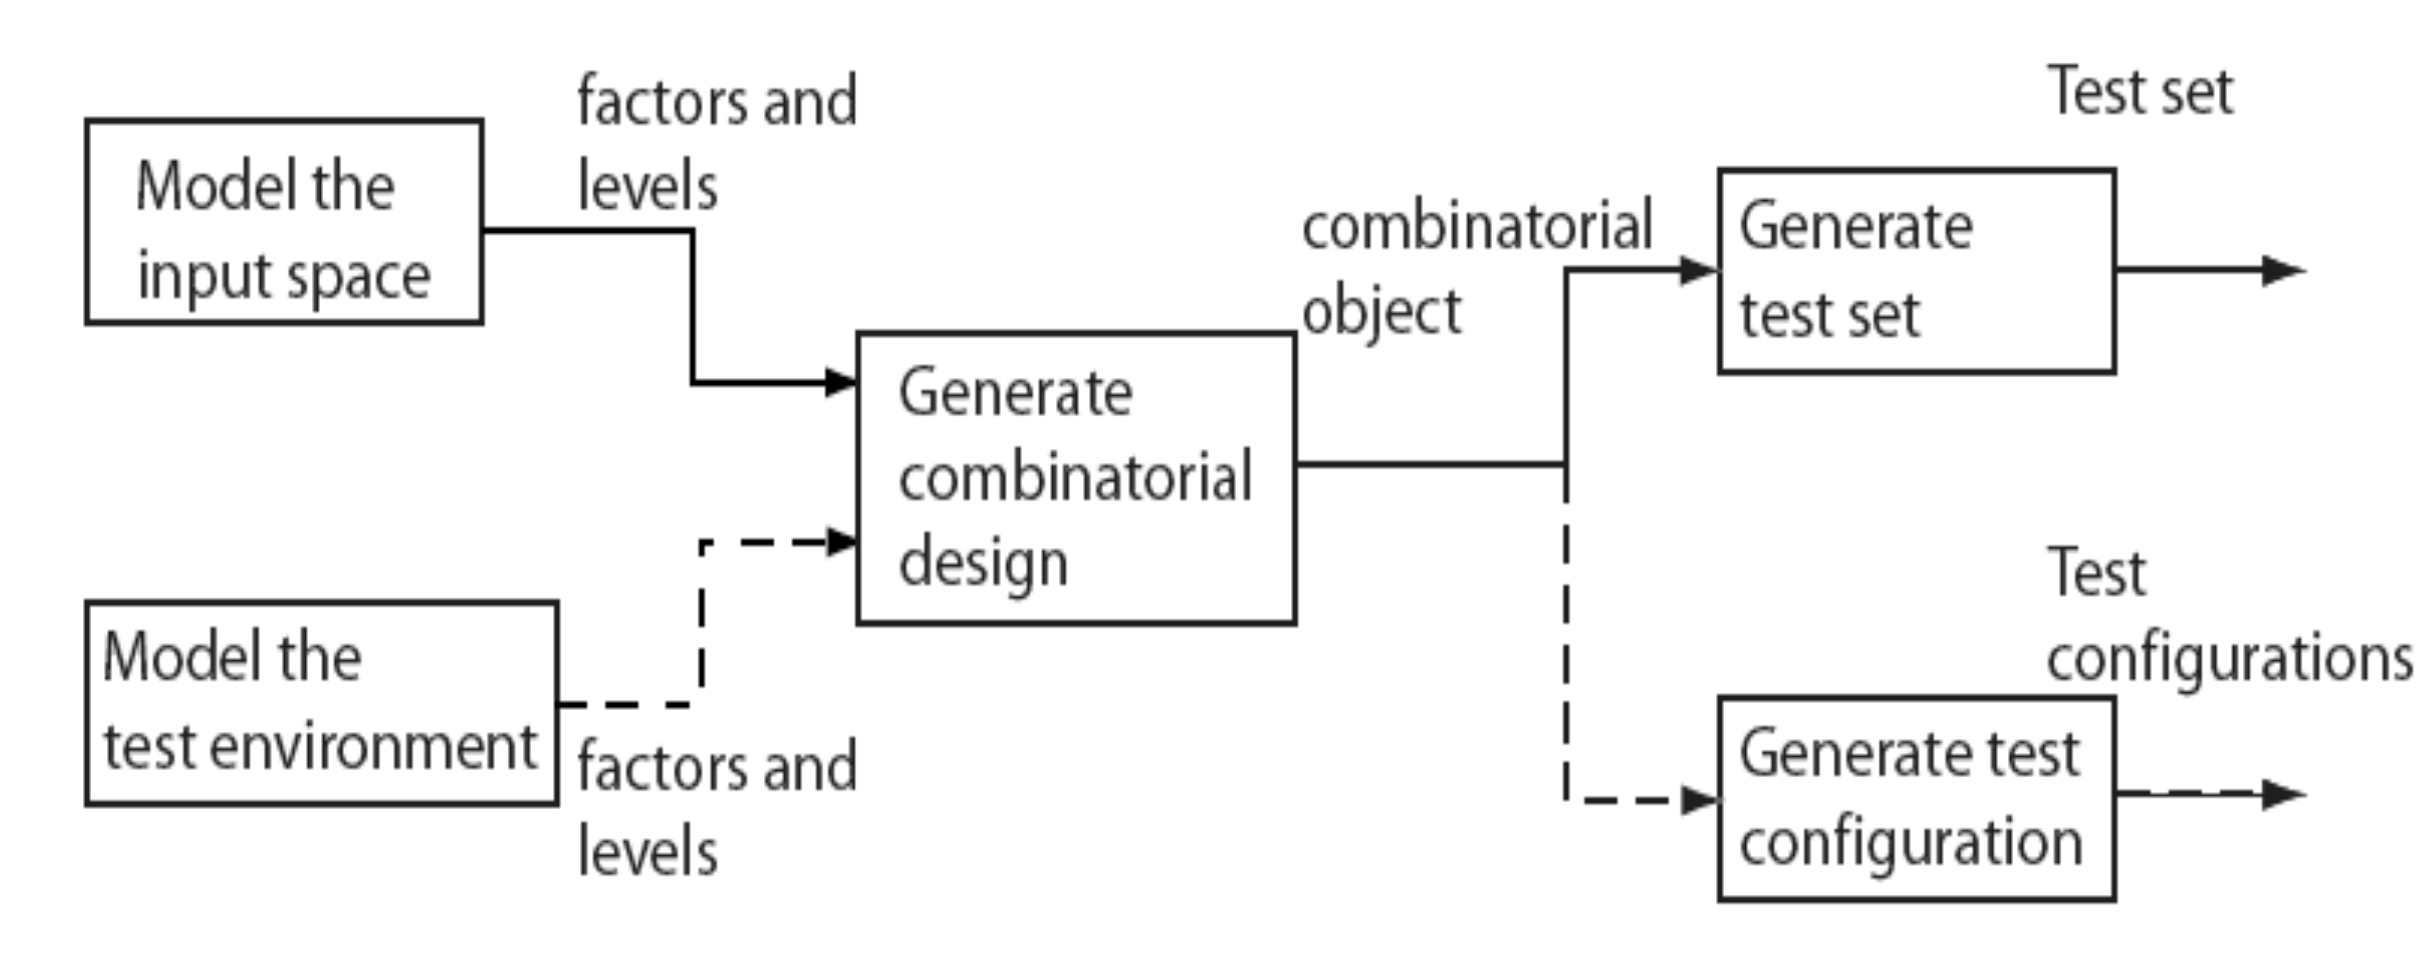 factors and
levels
Model the
input space
Test set
combinatorial
object
Generate
test set
Generate
combinatorial
design
Model the
test environment
factors and
levels
Test
configurations
Generate test
configuration